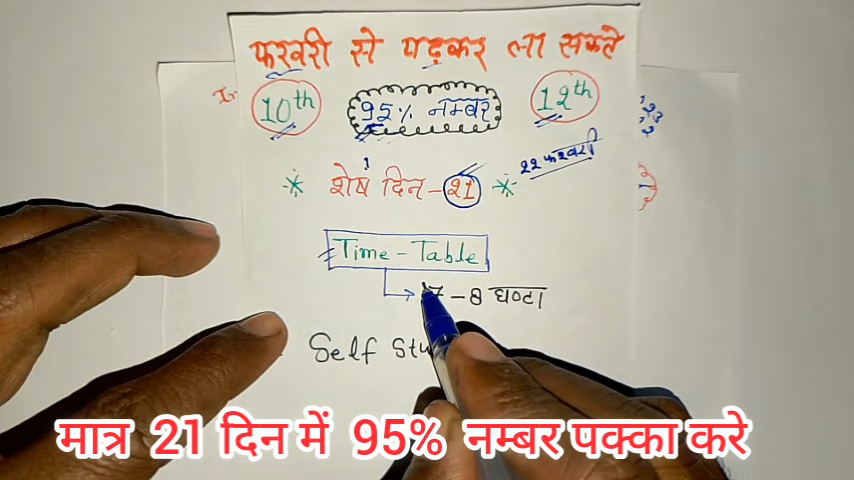 फरवरी से पढ़कर ला सकते
10th 95% नम्बर 12th
22 फरवरी
शेष दिन - 21
Time - Table
7 - 8 घण्टा
Self
मात्र 21 दिन में 95% नम्बर पक्का करे